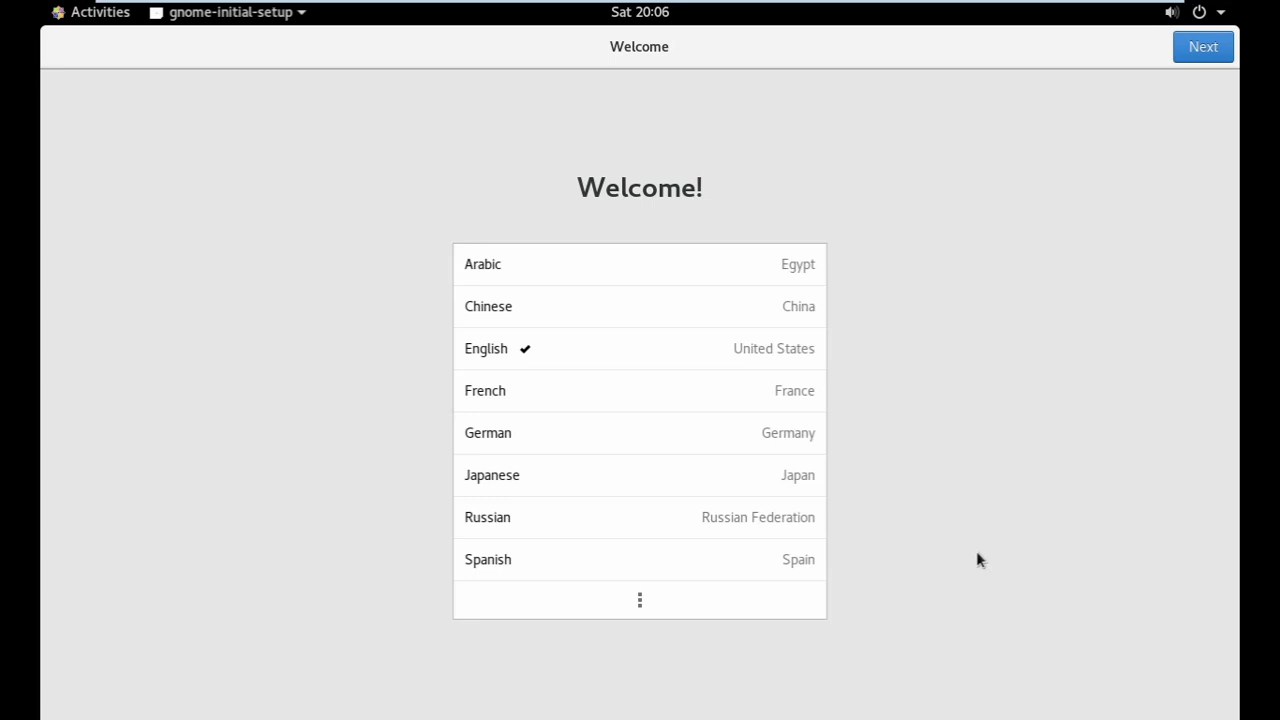 Activities gnome-initial-setup Sat 20:06
Welcome Next
Welcome!
Arabic Egypt
Chinese China
English United States
French France
German Germany
Japanese Japan
Russian Russian Federation
Spanish Spain